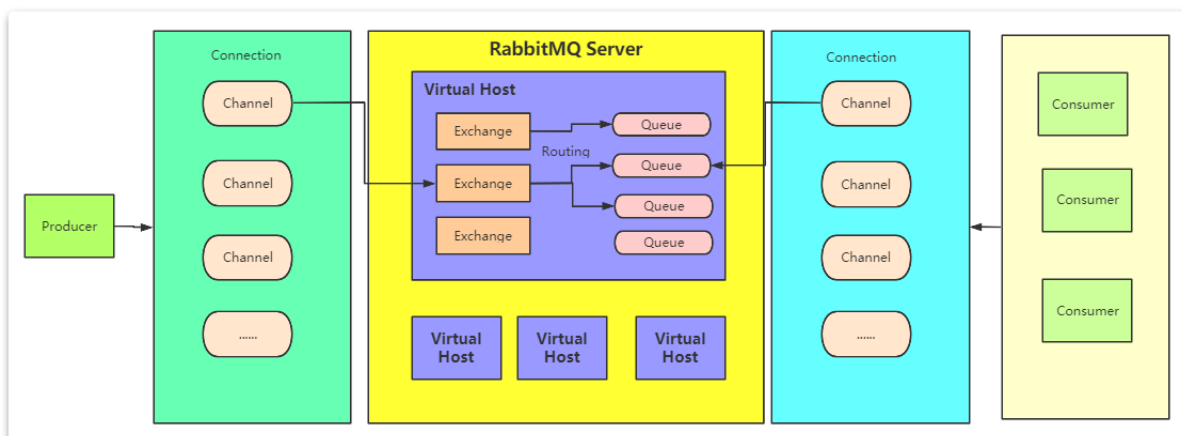 Producer
Connection
Channel
Channel
Channel
......
RabbitMQ Server
Virtual Host
Exchange
Exchange
Exchange
Routing
Queue
Queue
Queue
Queue
Virtual
Host
Virtual
Host
Virtual
Host
Connection
Channel
Channel
Channel
......
Consumer
Consumer
Consumer